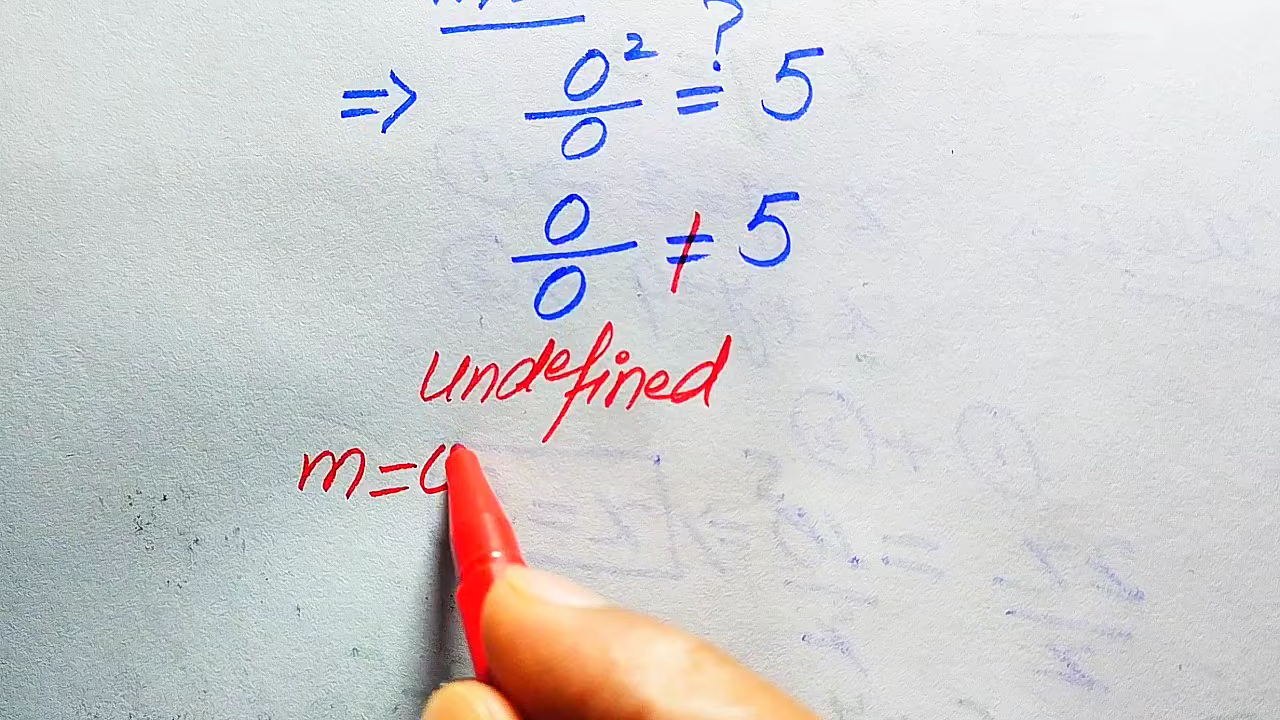 ⇒ 0²/0 =? 5
0/0 ≠ 5
undefined
m=0